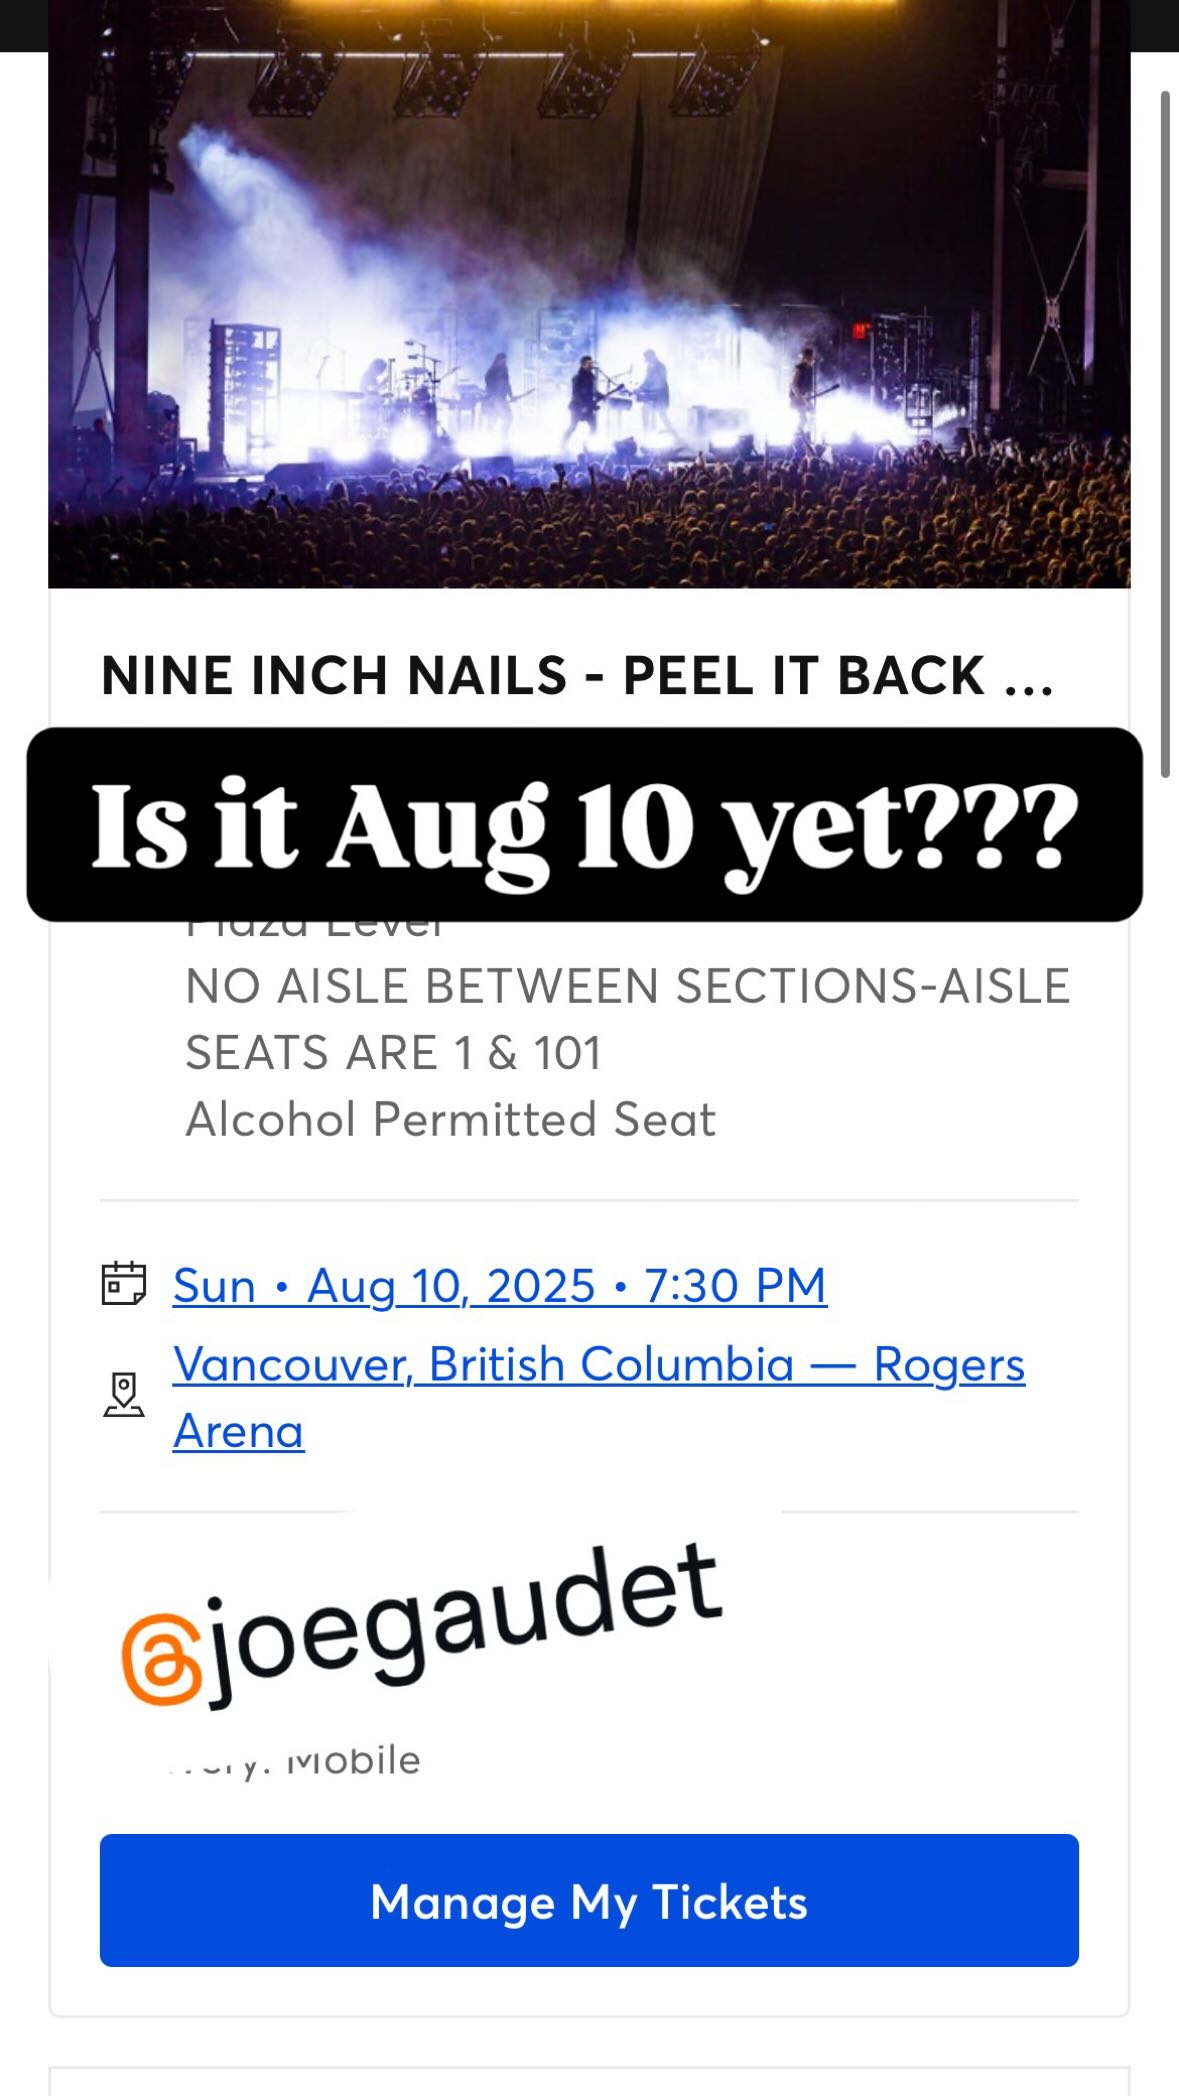 NINE INCH NAILS - PEEL IT BACK ...
Is it Aug 10 yet???
Plaza Level
NO AISLE BETWEEN SECTIONS-AISLE
SEATS ARE 1 & 101
Alcohol Permitted Seat
Sun • Aug 10, 2025 • 7:30 PM
Vancouver, British Columbia — Rogers
Arena
@joegaudet
Mobile
Manage My Tickets